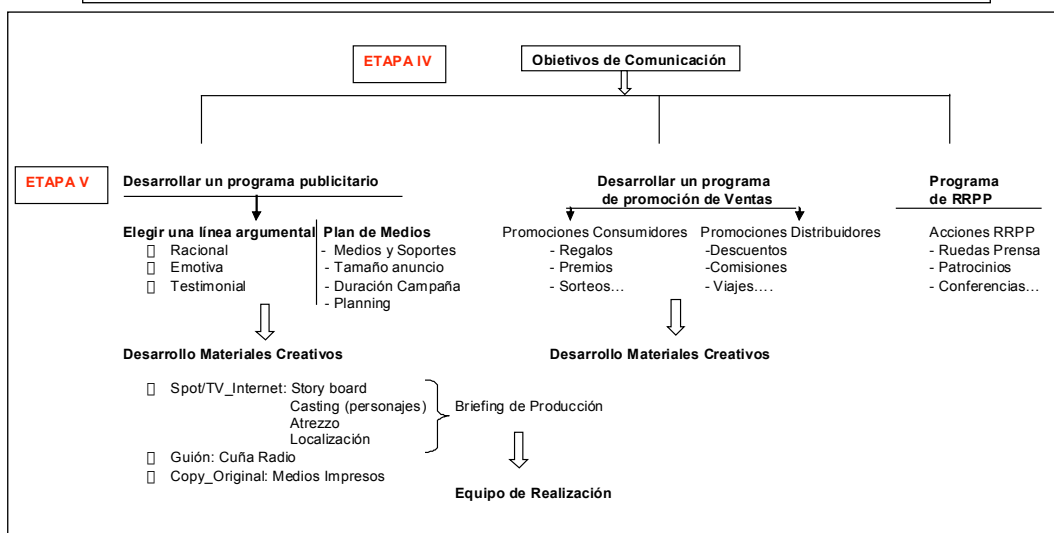 ETAPA IV
Objetivos de Comunicación
ETAPA V
Desarrollar un programa publicitario
Elegir una línea argumental
Racional
Emotiva
Testimonial
Plan de Medios
- Medios y Soportes
- Tamaño anuncio
- Duración Campaña
- Planning
Desarrollo Materiales Creativos
Spot/TV_Internet: Story board
Casting (personajes)
Atrezzo
Localización
Briefing de Producción
Guión: Cuña Radio
Copy_Original: Medios Impresos
Equipo de Realización
Desarrollar un programa
de promoción de Ventas
Promociones Consumidores
- Regalos
- Premios
- Sorteos…
Promociones Distribuidores
-Descuentos
-Comisiones
- Viajes….
Desarrollo Materiales Creativos
Programa
de RRPP
Acciones RRPP
- Ruedas Prensa
- Patrocinios
- Conferencias…